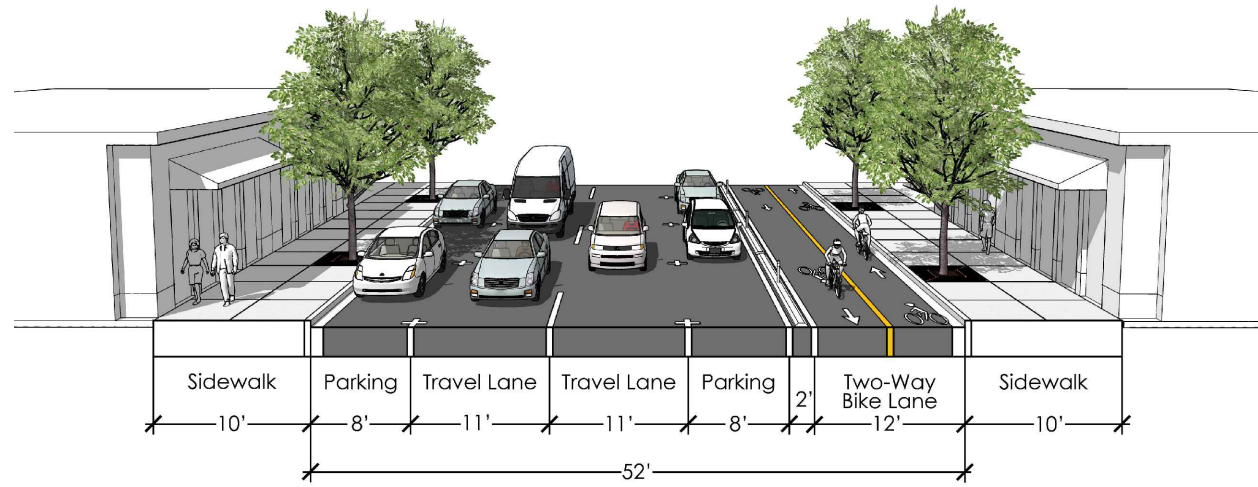 Sidewalk
Parking
Travel Lane
Travel Lane
Parking
2'
Two-Way
Bike Lane
Sidewalk
10'
8'
11'
11'
8'
12'
10'
52'